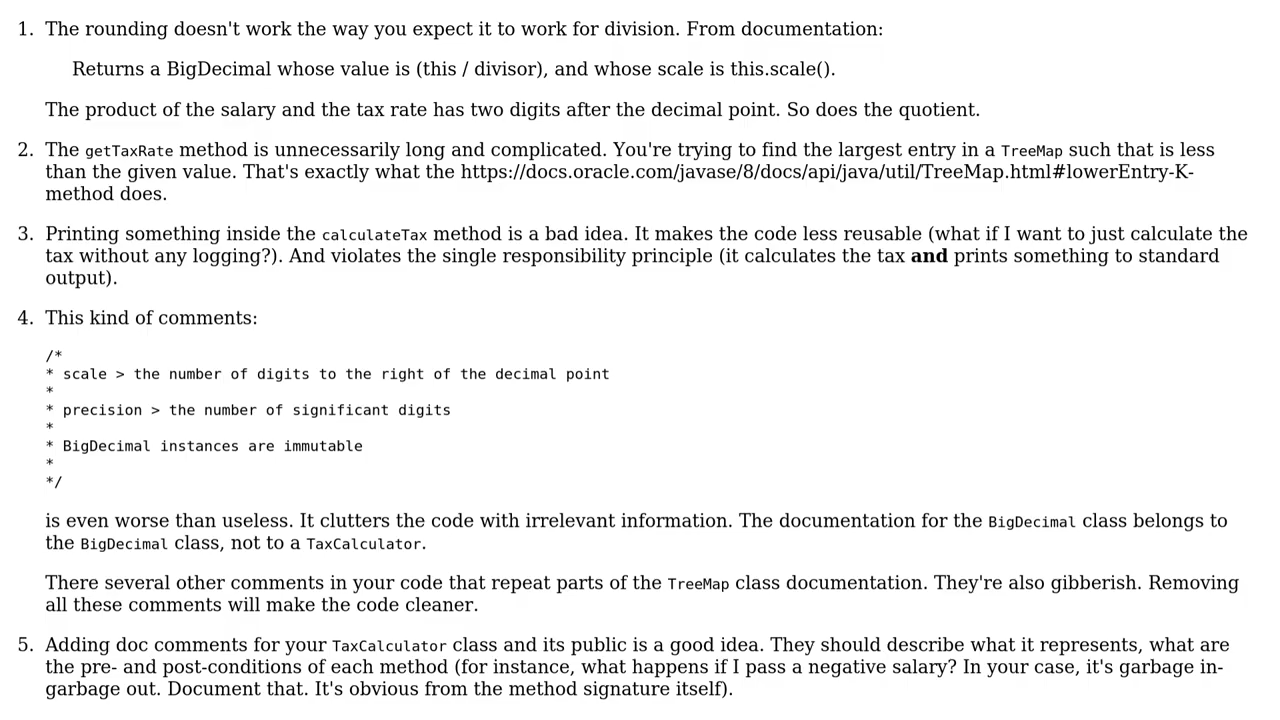 1. The rounding doesn't work the way you expect it to work for division. From documentation:
Returns a BigDecimal whose value is (this / divisor), and whose scale is this.scale().
The product of the salary and the tax rate has two digits after the decimal point. So does the quotient.
2. The getTaxRate method is unnecessarily long and complicated. You're trying to find the largest entry in a TreeMap such that is less
than the given value. That's exactly what the https://docs.oracle.com/javase/8/docs/api/java/util/TreeMap.html#lowerEntry-K-
method does.
3. Printing something inside the calculateTax method is a bad idea. It makes the code less reusable (what if I want to just calculate the
tax without any logging?). And violates the single responsibility principle (it calculates the tax and prints something to standard
output).
4. This kind of comments:
/*
* scale > the number of digits to the right of the decimal point
*
* precision > the number of significant digits
*
* BigDecimal instances are immutable
*
*/
is even worse than useless. It clutters the code with irrelevant information. The documentation for the BigDecimal class belongs to
the BigDecimal class, not to a TaxCalculator.
There several other comments in your code that repeat parts of the TreeMap class documentation. They're also gibberish. Removing
all these comments will make the code cleaner.
5. Adding doc comments for your TaxCalculator class and its public is a good idea. They should describe what it represents, what are
the pre- and post-conditions of each method (for instance, what happens if I pass a negative salary? In your case, it's garbage in-
garbage out. Document that. It's obvious from the method signature itself).